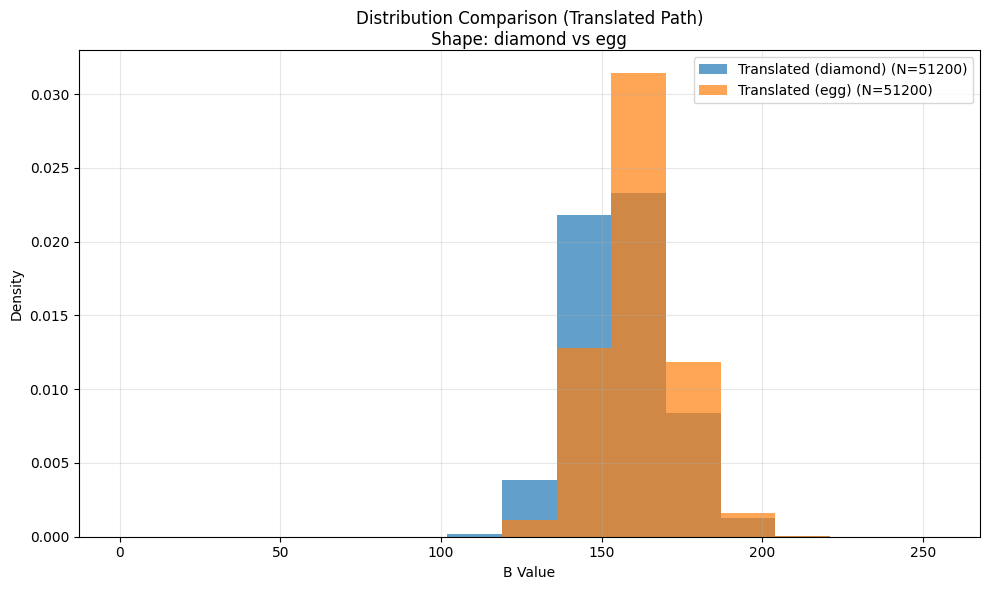 Distribution Comparison (Translated Path)
Shape: diamond vs egg
Translated (diamond) (N=51200)
Translated (egg) (N=51200)
0.030
0.025
0.020
0.015
0.010
0.005
0.000
Density
0 50 100 150 200 250
B Value